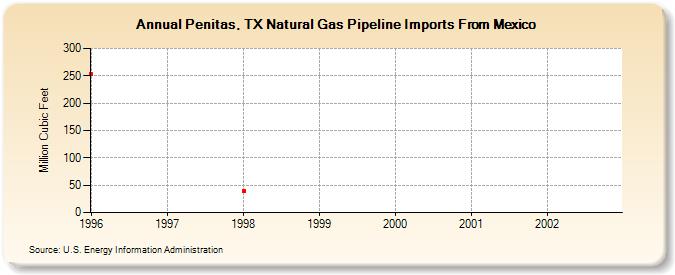 Annual Penitas, TX Natural Gas Pipeline Imports From Mexico
Million Cubic Feet
300
250
200
150
100
50
0
1996 1997 1998 1999 2000 2001 2002
Source: U.S. Energy Information Administration